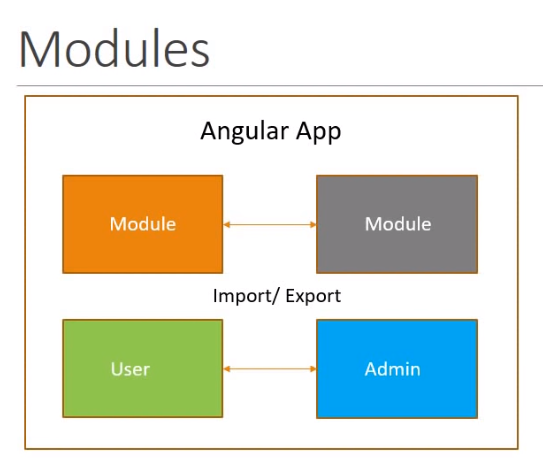 Modules
Angular App
Module Module
Import/ Export
User Admin